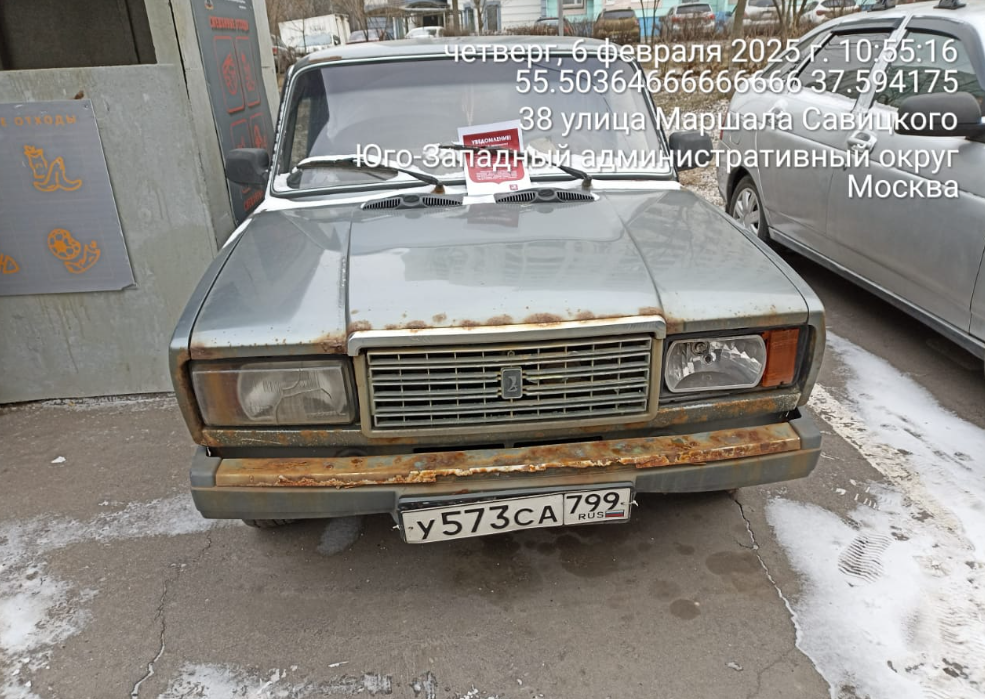 четверг, 6 февраля 2025 г. 10:55:16
55.50364666666666 37.594175
38 улица Маршала Савицкого
Юго-Западный административный округ
Москва
УВЕДОМЛЕНИЕ
Е ОТХОДЫ
У573СА 799
RUS